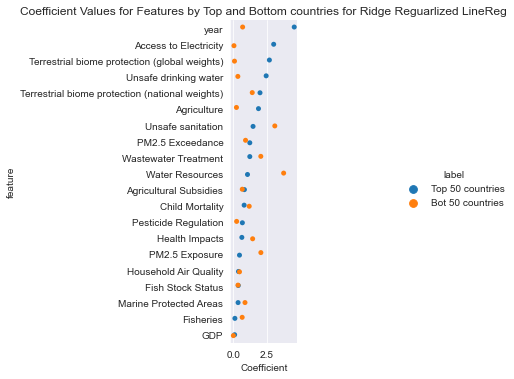 Coefficient Values for Features by Top and Bottom countries for Ridge Reguarlized LineReg
year
Access to Electricity
Terrestrial biome protection (global weights)
Unsafe drinking water
Terrestrial biome protection (national weights)
Agriculture
Unsafe sanitation
PM2.5 Exceedance
Wastewater Treatment
Water Resources
Agricultural Subsidies
Child Mortality
Pesticide Regulation
Health Impacts
PM2.5 Exposure
Household Air Quality
Fish Stock Status
Marine Protected Areas
Fisheries
GDP
feature
0.0 2.5
Coefficient
label
Top 50 countries
Bot 50 countries